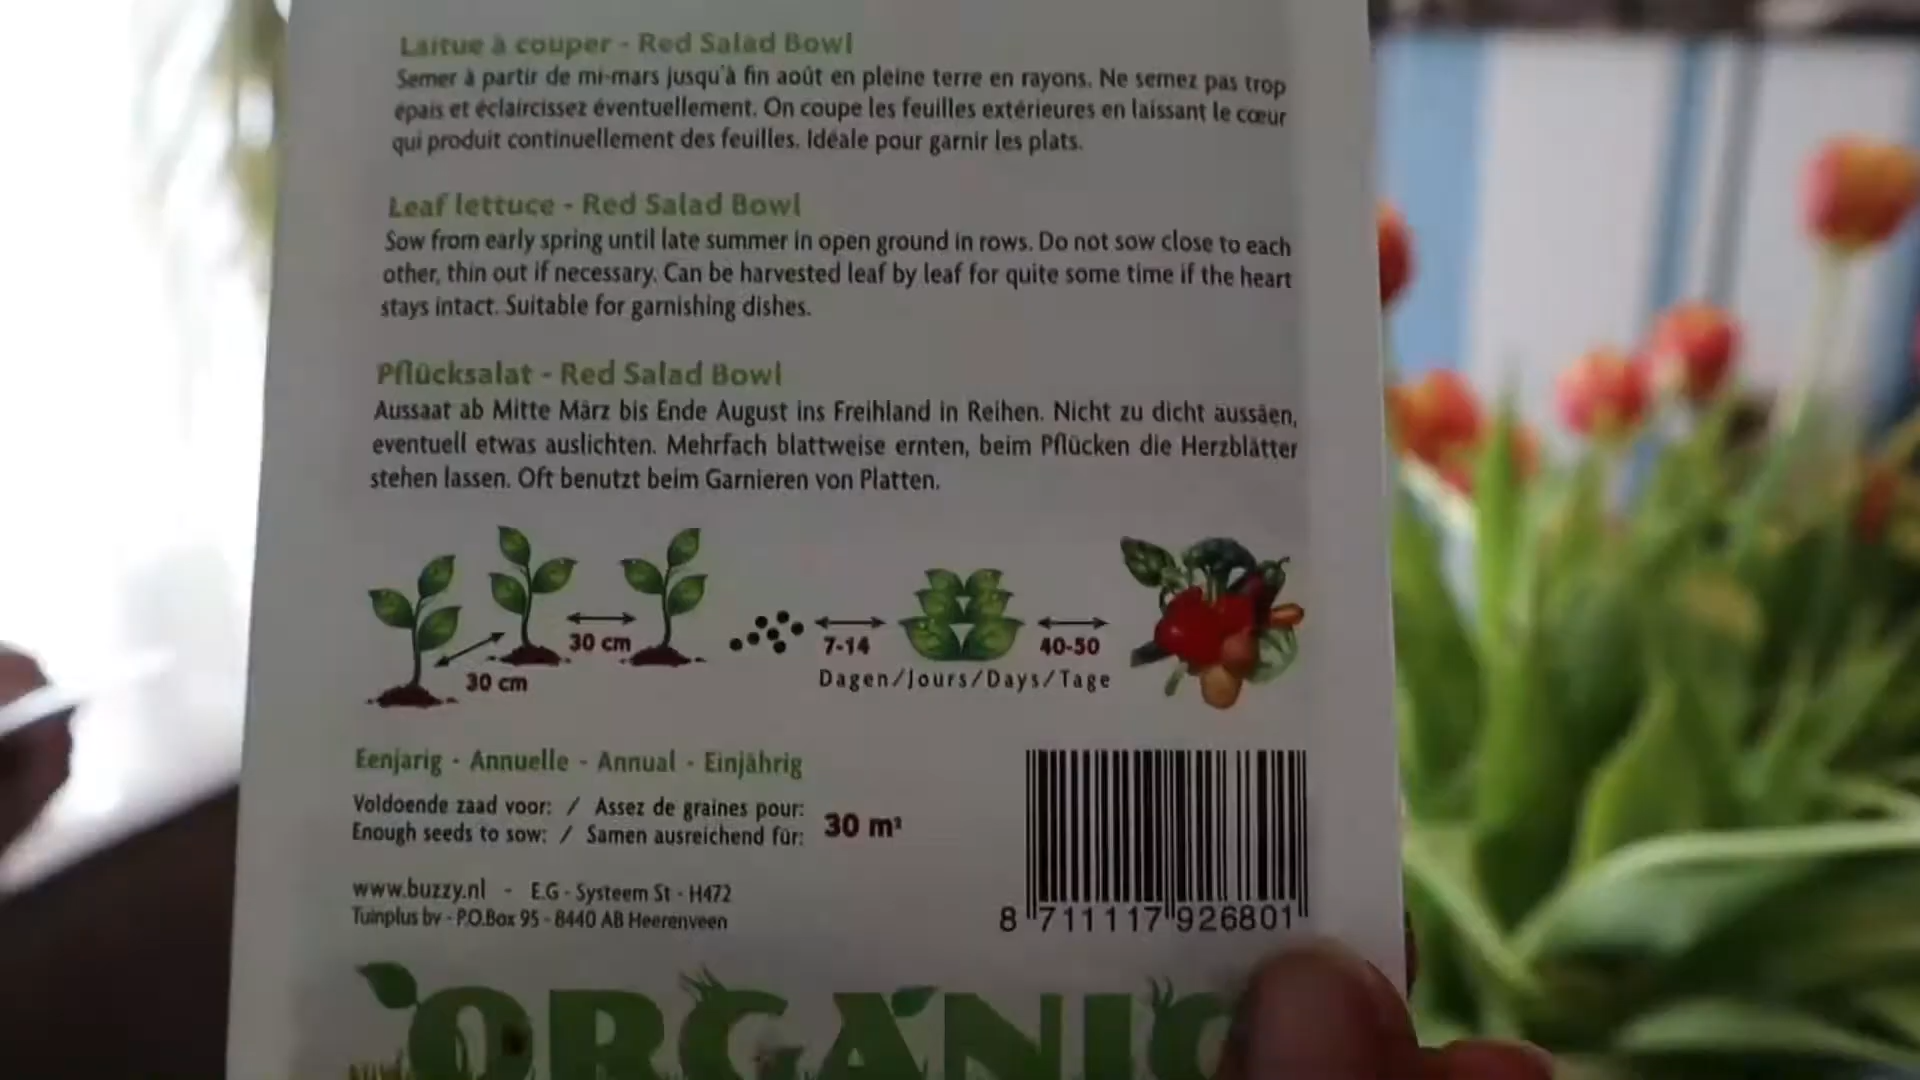 Laitue à couper - Red Salad Bowl
Semer à partir de mi-mars jusqu'à fin août en pleine terre en rayons. Ne semez pas trop
épais et éclaircissez éventuellement. On coupe les feuilles extérieures en laissant le cœur
qui produit continuellement des feuilles. Idéale pour garnir les plats.
Leaf lettuce - Red Salad Bowl
Sow from early spring until late summer in open ground in rows. Do not sow close to each
other, thin out if necessary. Can be harvested leaf by leaf for quite some time if the heart
stays intact. Suitable for garnishing dishes.
Pflücksalat - Red Salad Bowl
Aussaat ab Mitte März bis Ende August ins Freihland in Reihen. Nicht zu dicht aussäen,
eventuell etwas auslichten. Mehrfach blattweise ernten, beim Pflücken die Herzblätter
stehen lassen. Oft benutzt beim Garnieren von Platten.
30 cm
30 cm
7-14
40-50
Dagen/Jours/Days/Tage
Eenjarig - Annuelle - Annual - Einjährig
Voldoende zaad voor: / Assez de graines pour:
Enough seeds to sow: / Samen ausreichend für:
30 m²
www.buzzy.nl - E.G - Systeem St - H472
Tuinplus bv - P.O.Box 95 - 8440 AB Heerenveen
8 711117 926801
ORGANIC